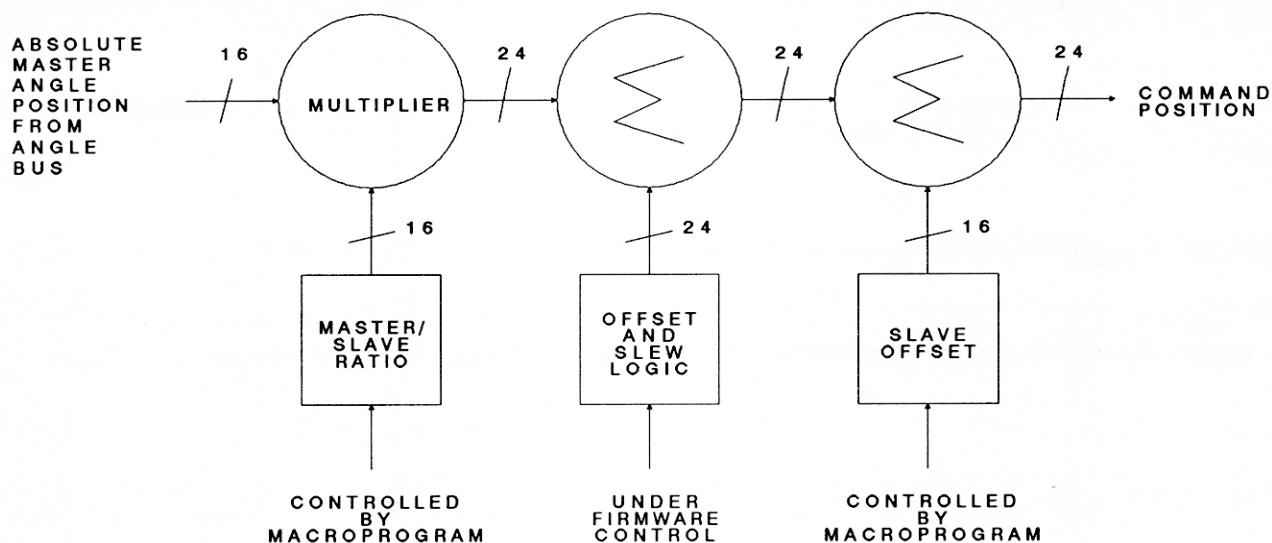 ABSOLUTE
MASTER
ANGLE
POSITION
FROM
ANGLE
BUS
16
MULTIPLIER
24
24
24
COMMAND
POSITION
16
24
16
MASTER/
SLAVE
RATIO
OFFSET
AND
SLEW
LOGIC
SLAVE
OFFSET
CONTROLLED
BY
MACROPROGRAM
UNDER
FIRMWARE
CONTROL
CONTROLLED
BY
MACROPROGRAM